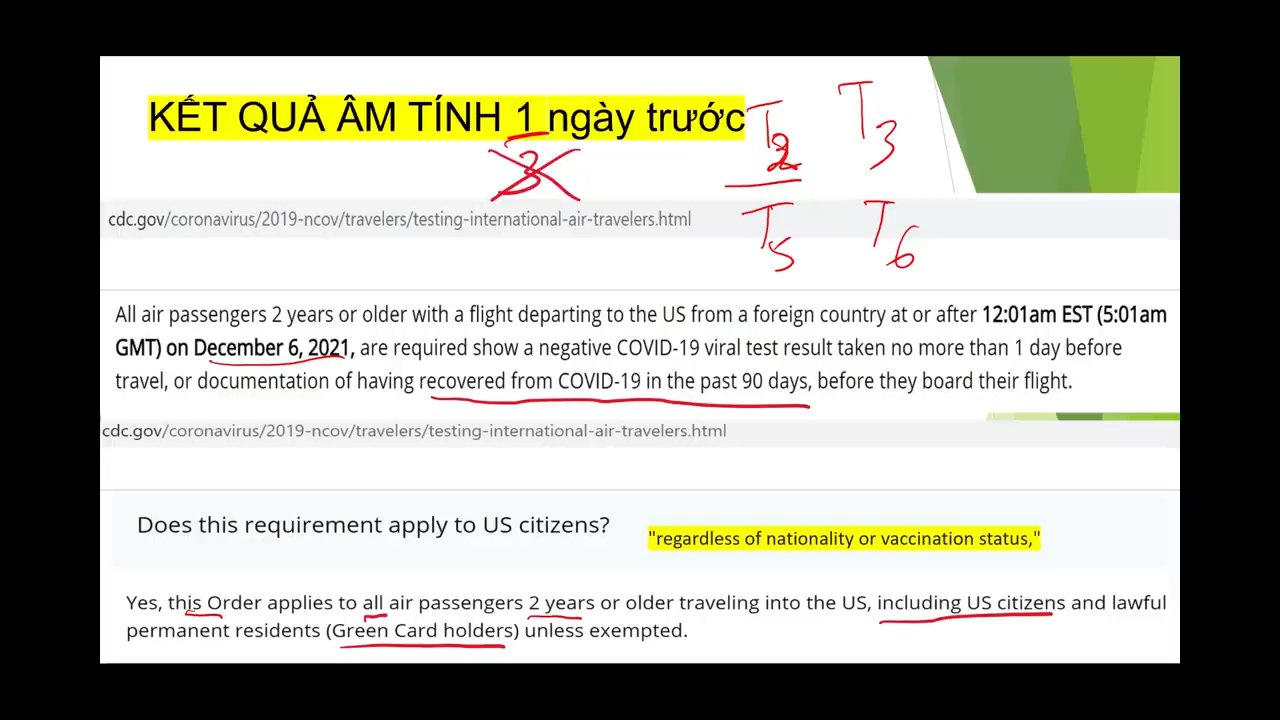 KẾT QUẢ ÂM TÍNH 1 ngày trước
3
T2 T3
T5 T6
cdc.gov/coronavirus/2019-ncov/travelers/testing-international-air-travelers.html
All air passengers 2 years or older with a flight departing to the US from a foreign country at or after 12:01am EST (5:01am
GMT) on December 6, 2021, are required show a negative COVID-19 viral test result taken no more than 1 day before
travel, or documentation of having recovered from COVID-19 in the past 90 days, before they board their flight.
cdc.gov/coronavirus/2019-ncov/travelers/testing-international-air-travelers.html
Does this requirement apply to US citizens?
"regardless of nationality or vaccination status,"
Yes, this Order applies to all air passengers 2 years or older traveling into the US, including US citizens and lawful
permanent residents (Green Card holders) unless exempted.